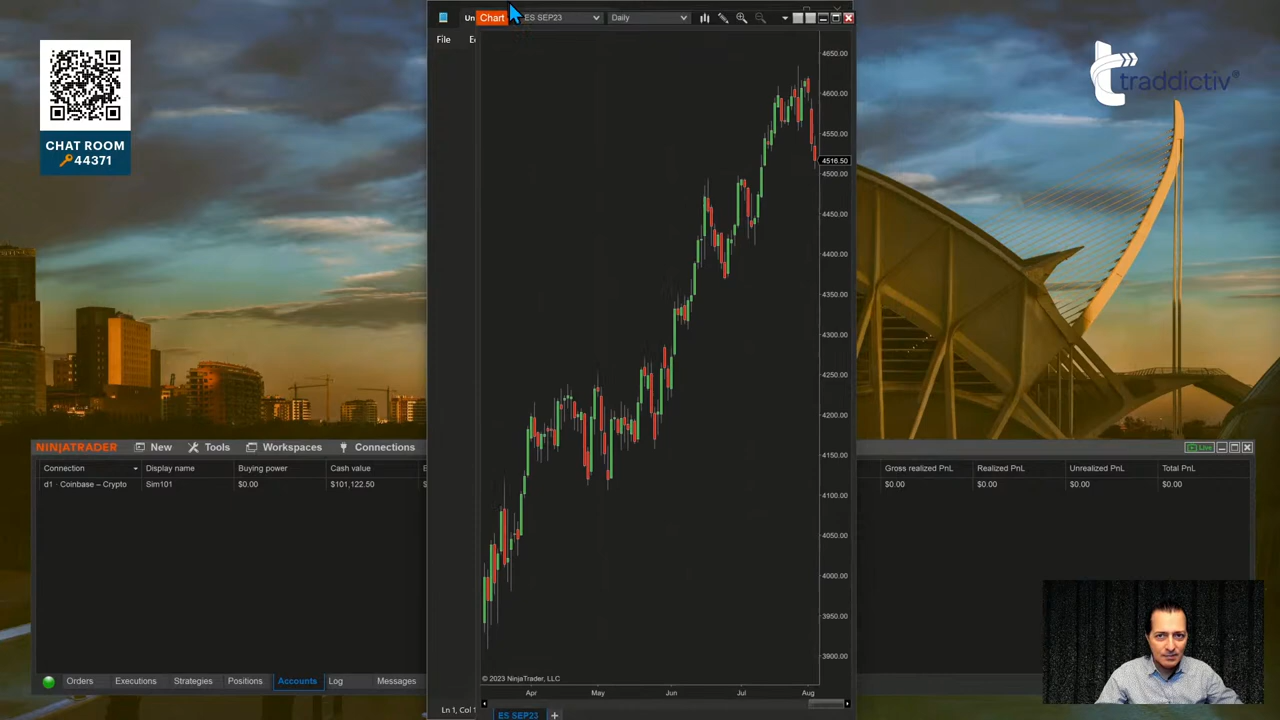 CHAT ROOM
44371
Un
File
Chart
ES SEP23
Daily
traddictiv®
4650.00
4600.00
4550.00
4516.50
4500.00
4450.00
4400.00
4350.00
4300.00
4250.00
4200.00
4150.00
4100.00
4050.00
4000.00
3950.00
3900.00
© 2023 NinjaTrader, LLC
Apr May Jun Jul Aug
ES SEP23
Ln 1, Col 1
NINJATRADER New Tools Workspaces Connections
Live
Connection Display name Buying power Cash value Gross realized PnL Realized PnL Unrealized PnL Total PnL
d1 · Coinbase – Crypto Sim101 $0.00 $101,122.50 $0.00 $0.00 $0.00 $0.00
Orders Executions Strategies Positions Accounts Log Messages